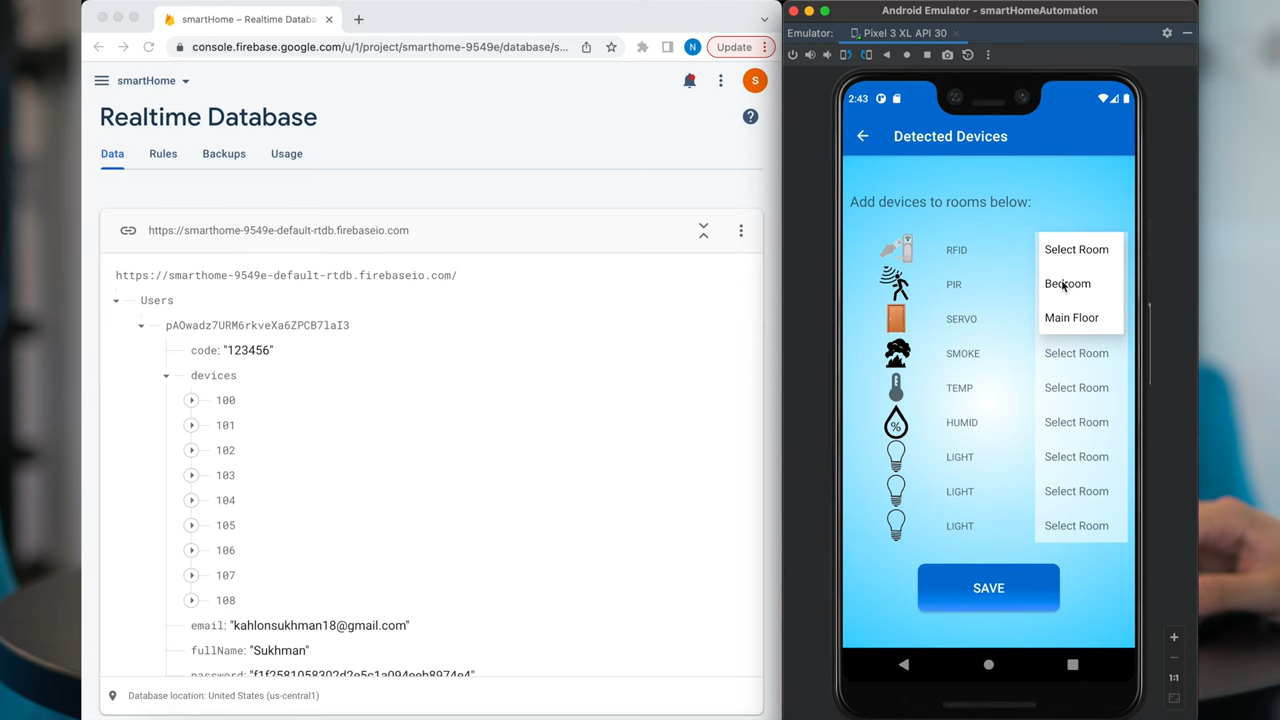 smartHome – Realtime Databa
console.firebase.google.com/u/1/project/smarthome-9549e/database/s...
N
Update
smartHome
S
Realtime Database
Data
Rules
Backups
Usage
https://smarthome-9549e-default-rtdb.firebaseio.com
https://smarthome-9549e-default-rtdb.firebaseio.com/
Users
pAOwadz7URM6rkveXa6ZPCB7laI3
code: "123456"
devices
100
101
102
103
104
105
106
107
108
email: "kahlonsukhman18@gmail.com"
fullName: "Sukhman"
Database location: United States (us-central1)
Android Emulator - smartHomeAutomation
Emulator:
Pixel 3 XL API 30
2:43
Detected Devices
Add devices to rooms below:
RFID
Select Room
PIR
Bedroom
SERVO
Main Floor
SMOKE
Select Room
TEMP
Select Room
%
HUMID
Select Room
LIGHT
Select Room
LIGHT
Select Room
LIGHT
Select Room
SAVE
1:1